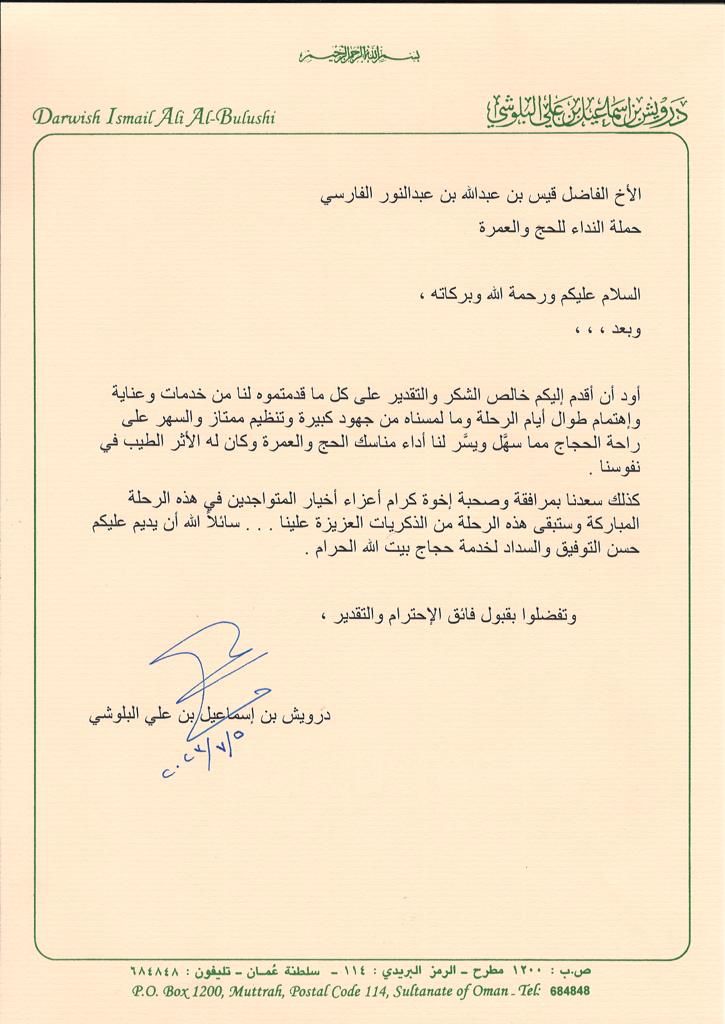 بسم الله الرحمن الرحيم
Darwish Ismail Ali Al-Bulushi
درويش بن إسماعيل بن علي البلوشي
الأخ الفاضل قيس بن عبدالله بن عبدالنور الفارسي
حملة النداء للحج والعمرة
السلام عليكم ورحمة الله وبركاته ،
وبعد ، ، ،
أود أن أقدم إليكم خالص الشكر والتقدير على كل ما قدمتموه لنا من خدمات وعناية
وإهتمام طوال أيام الرحلة وما لمسناه من جهود كبيرة وتنظيم ممتاز والسهر على
راحة الحجاج مما سهَّل ويسَّر لنا أداء مناسك الحج والعمرة وكان له الأثر الطيب في
نفوسنا .
كذلك سعدنا بمرافقة وصحبة إخوة كرام أعزاء أخيار المتواجدين في هذه الرحلة
المباركة وستبقى هذه الرحلة من الذكريات العزيزة علينا . . . سائلاً الله أن يديم عليكم
حسن التوفيق والسداد لخدمة حجاج بيت الله الحرام .
وتفضلوا بقبول فائق الإحترام والتقدير ،
درويش بن إسماعيل بن علي البلوشي
ص.ب : ١٢٠٠ مطرح – الرمز البريدي : ١١٤ – سلطنة عُمـان – تليفون : ٦٨٤٨٤٨
P.O. Box 1200, Muttrah, Postal Code 114, Sultanate of Oman - Tel: 684848